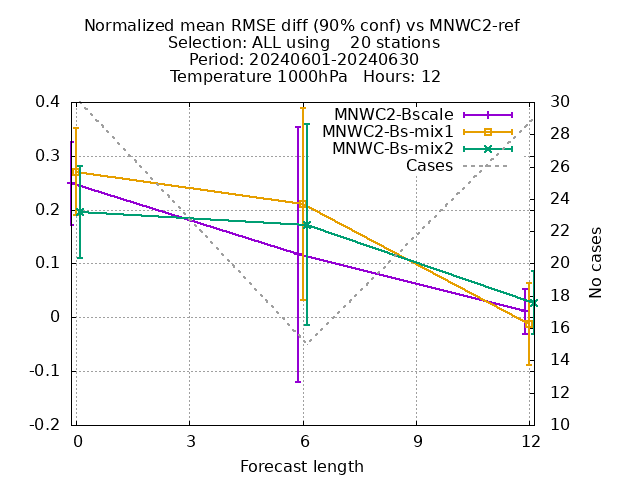 Normalized mean RMSE diff (90% conf) vs MNWC2-ref
Selection: ALL using    20 stations
Period: 20240601-20240630
Temperature 1000hPa   Hours: 12
MNWC2-Bscale
MNWC2-Bs-mix1
MNWC-Bs-mix2
Cases
0.4
0.3
0.2
0.1
0
-0.1
-0.2
30
28
26
24
22
20
18
16
14
12
10
No cases
0 3 6 9 12
Forecast length